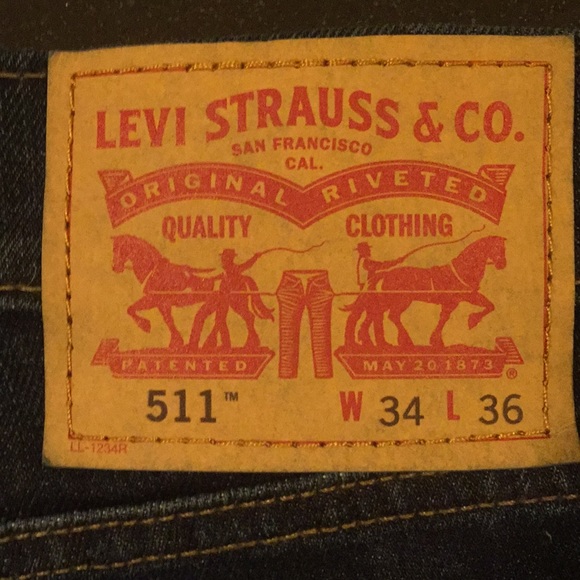 LEVI STRAUSS & CO.
SAN FRANCISCO
CAL.
ORIGINAL RIVETED
QUALITY CLOTHING
PATENTED MAY 20 1873 ®
511™ W 34 L 36
LL-1234R